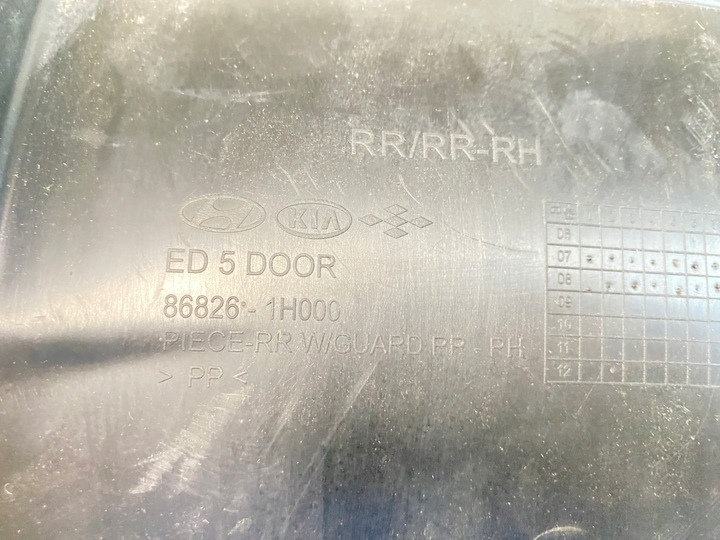 RR/RR-RH
KIA
ED 5 DOOR
86826 - 1H000
PIECE-RR W/GUARD RR - RH
> PP <
06
07
08
09
10
11
12